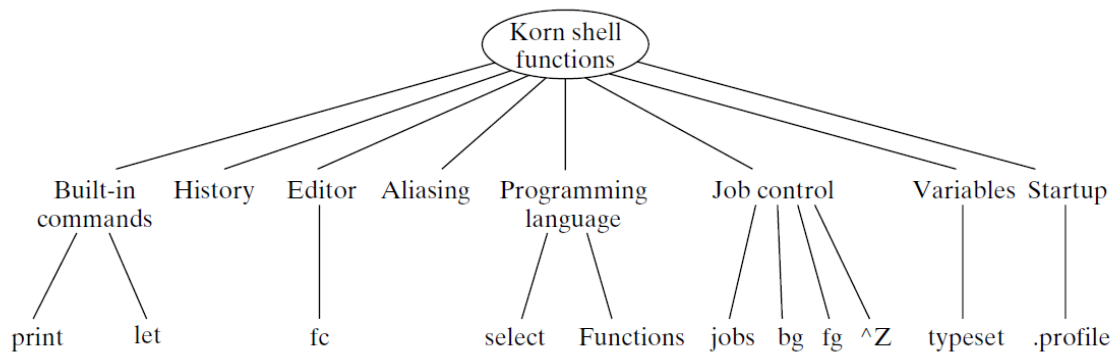 Korn shell
functions
Built-in
commands
History
Editor
Aliasing
Programming
language
Job control
Variables
Startup
print
let
fc
select
Functions
jobs
bg
fg
^Z
typeset
.profile